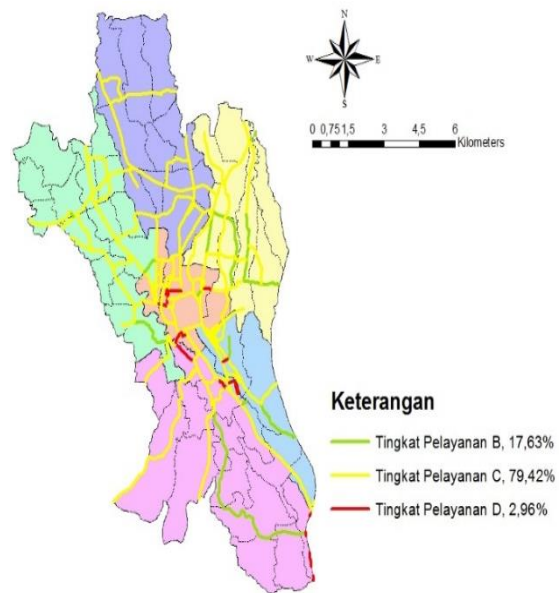 N
W E
S
0 0,75 1,5 3 4,5 6
Kilometers
Keterangan
Tingkat Pelayanan B, 17,63%
Tingkat Pelayanan C, 79,42%
Tingkat Pelayanan D, 2,96%